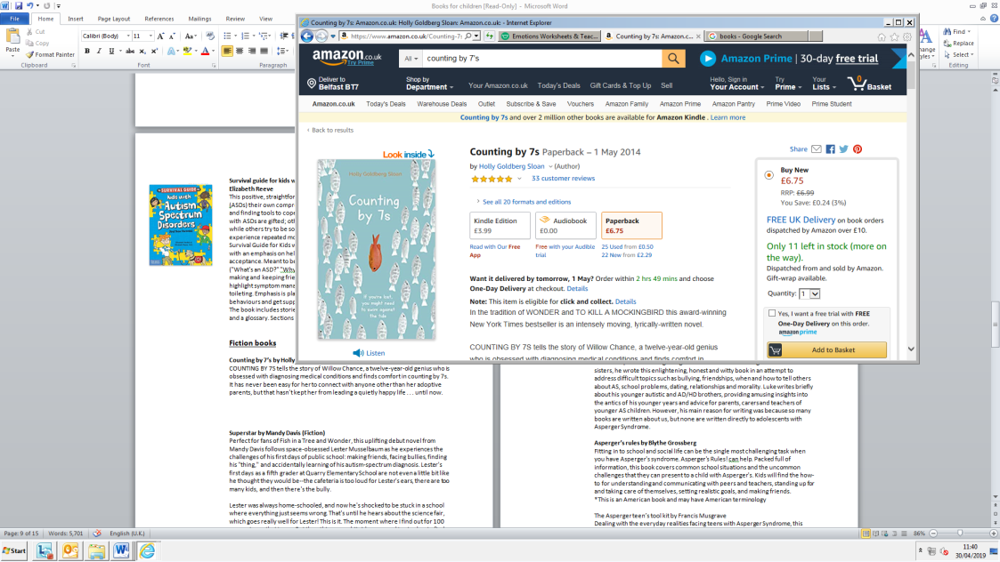 Books for children [Read-Only] - Microsoft Word
File Home Insert Page Layout References Mailings Review View
Cut
Copy
Format Painter
Paste
Clipboard
Calibri (Body) 11
Font
Paragraph
Find
Replace
Select
Editing
Counting by 7s: Amazon.co.uk: Holly Goldberg Sloan: Amazon.co.uk - Internet Explorer
https://www.amazon.co.uk/Counting-7s
Emotions Worksheets & Teac...
Counting by 7s: Amazon.c...
books - Google Search
amazon.co.uk
Try Prime
All
counting by 7's
Amazon Prime | 30-day free trial
Deliver to
Belfast BT7
Shop by
Department
Your Amazon.co.uk Today's Deals Gift Cards & Top Up Sell
Hello, Sign in
Your Account
Try
Prime
Your
Lists
0
Basket
Amazon.co.uk Today's Deals Warehouse Deals Outlet Subscribe & Save Vouchers Amazon Family Amazon Prime Amazon Pantry Prime Video Prime Student
Counting by 7s and over 2 million other books are available for Amazon Kindle . Learn more
‹ Back to results
Look inside
Holly Goldberg Sloan
Counting
by 7s
If you're lost,
you might need
to swim against
the tide
Listen
Counting by 7s Paperback – 1 May 2014
by Holly Goldberg Sloan (Author)
33 customer reviews
See all 20 formats and editions
Kindle Edition
£3.99
Audiobook
£0.00
Paperback
£6.75
Read with Our Free
App
Free with your Audible
trial
25 Used from £0.50
22 New from £2.29
Want it delivered by tomorrow, 1 May? Order within 2 hrs 49 mins and choose
One-Day Delivery at checkout. Details
Note: This item is eligible for click and collect. Details
In the tradition of WONDER and TO KILL A MOCKINGBIRD this award-winning
New York Times bestseller is an intensely moving, lyrically-written novel.
COUNTING BY 7S tells the story of Willow Chance, a twelve-year-old genius
who is obsessed with diagnosing medical conditions and finds comfort in
Share
Buy New
£6.75
RRP: £6.99
You Save: £0.24 (3%)
FREE UK Delivery on book orders
dispatched by Amazon over £10.
Only 11 left in stock (more on
the way).
Dispatched from and sold by Amazon.
Gift-wrap available.
Quantity: 1
Yes, I want a free trial with FREE
One-Day Delivery on this order.
amazonprime
Add to Basket
Survival guide for kids w
Elizabeth Reeve
This positive, straightfor
(ASDs) their own compre
and finding tools to cope
with ASDs are gifted; oth
while others try to be so
experience repeated mo
Survival Guide for Kids w
with an emphasis on hel
acceptance. Meant to be
("What's an ASD?" "Why
making and keeping frie
highlight symptom mana
toileting. Emphasis is pla
behaviours and get supp
The book includes storie
and a glossary. Sections
SURVIVAL GUIDE
Kids with
Autism
Spectrum
Disorders
Fiction books
Counting by 7's by Holly
COUNTING BY 7S tells the story of Willow Chance, a twelve-year-old genius who is
obsessed with diagnosing medical conditions and finds comfort in counting by 7s.
It has never been easy for her to connect with anyone other than her adoptive
parents, but that hasn't kept her from leading a quietly happy life . . . until now.
Superstar by Mandy Davis (Fiction)
Perfect for fans of Fish in a Tree and Wonder, this uplifting debut novel from
Mandy Davis follows space-obsessed Lester Musselbaum as he experiences the
challenges of his first days of public school: making friends, facing bullies, finding
his "thing," and accidentally learning of his autism-spectrum diagnosis. Lester's
first days as a fifth grader at Quarry Elementary School are not even a little bit like
he thought they would be--the cafeteria is too loud for Lester's ears, there are too
many kids, and then there's the bully.
Lester was always home-schooled, and now he's shocked to be stuck in a school
where everything just seems wrong. That's until he hears about the science fair,
which goes really well for Lester! This is it. The moment where I find out for 100
sisters, he wrote this enlightening, honest and witty book in an attempt to
address difficult topics such as bullying, friendships, when and how to tell others
about AS, school problems, dating, relationships and morality. Luke writes briefly
about his younger autistic and AD/HD brothers, providing amusing insights into
the antics of his younger years and advice for parents, carers and teachers of
younger AS children. However, his main reason for writing was because so many
books are written about us, but none are written directly to adolescents with
Asperger Syndrome.
Asperger's rules by Blythe Grossberg
Fitting in to school and social life can be the single most challenging task when
you have Asperger's syndrome. Asperger's Rules! can help. Packed full of
information, this book covers common school situations and the uncommon
challenges that they can present to a child with Asperger's. Kids will find the how-
to for understanding and communicating with peers and teachers, standing up for
and taking care of themselves, setting realistic goals, and making friends.
*This is an American book and may have American terminology
The Asperger teen's tool kit by Francis Musgrave
Dealing with the everyday realities facing teens with Asperger Syndrome, this
Page: 9 of 15 Words: 5,701 English (U.K.)
86%
Start
11:40
30/04/2019